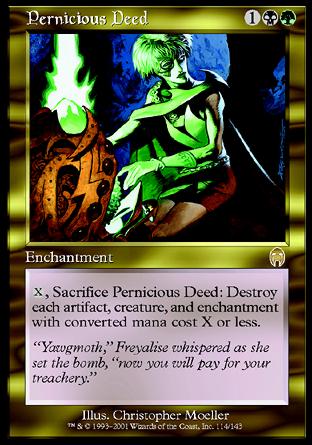 Pernicious Deed 1
Enchantment
X, Sacrifice Pernicious Deed: Destroy
each artifact, creature, and enchantment
with converted mana cost X or less.
"Yawgmoth," Freyalise whispered as she
set the bomb, "now you will pay for your
treachery."
Illus. Christopher Moeller
™ & © 1993–2001 Wizards of the Coast, Inc. 114/143